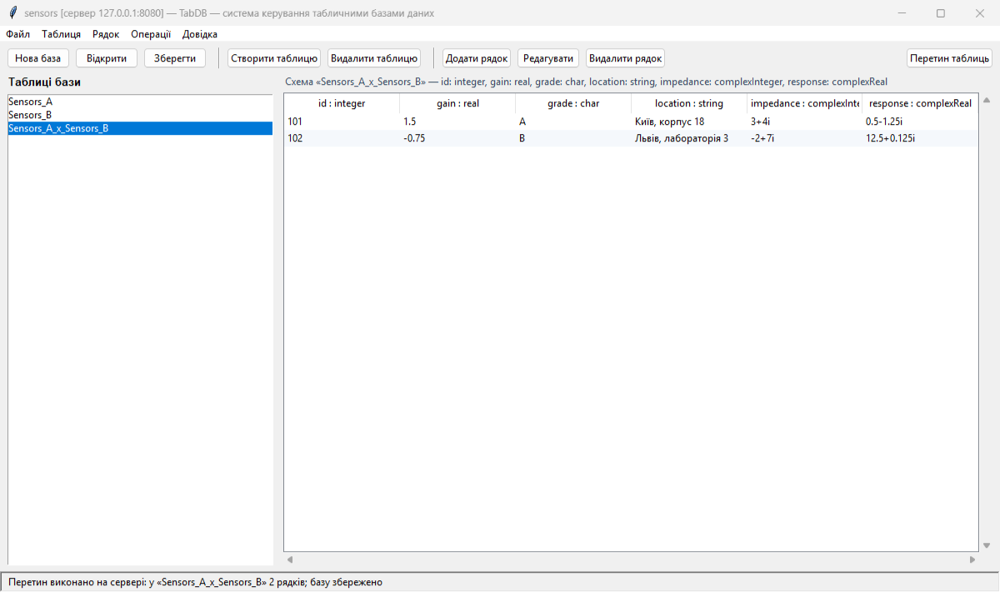 sensors [сервер 127.0.0.1:8080] — TabDB — система керування табличними базами даних
Файл Таблиця Рядок Операції Довідка
Нова база Відкрити Зберегти Створити таблицю Видалити таблицю Додати рядок Редагувати Видалити рядок Перетин таблиць
Таблиці бази
Sensors_A
Sensors_B
Sensors_A_x_Sensors_B
Схема «Sensors_A_x_Sensors_B» — id: integer, gain: real, grade: char, location: string, impedance: complexInteger, response: complexReal
id : integer gain : real grade : char location : string impedance : complexInte response : complexReal
101 1.5 A Київ, корпус 18 3+4i 0.5-1.25i
102 -0.75 B Львів, лабораторія 3 -2+7i 12.5+0.125i
Перетин виконано на сервері: у «Sensors_A_x_Sensors_B» 2 рядків; базу збережено